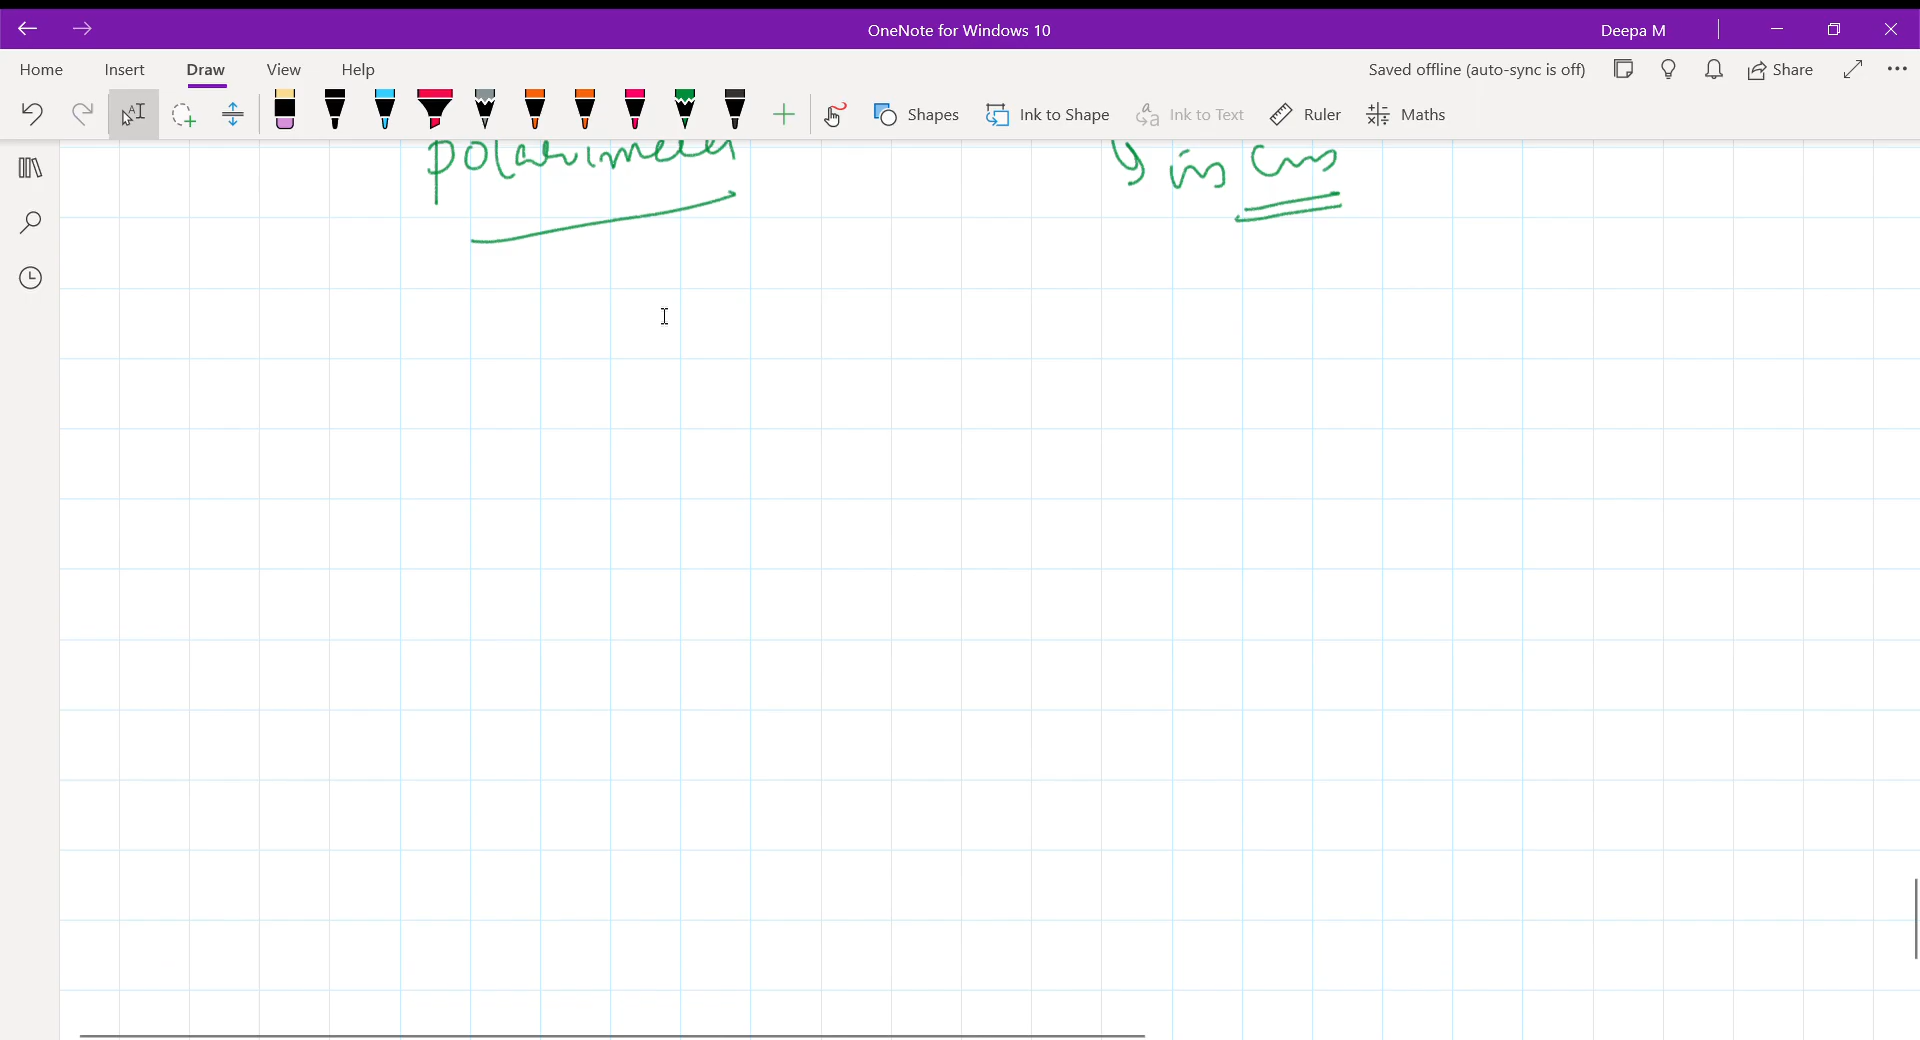 OneNote for Windows 10
Deepa M
Home Insert Draw View Help
Saved offline (auto-sync is off) Share
Shapes Ink to Shape Ink to Text Ruler Maths
polarimeter
in cms